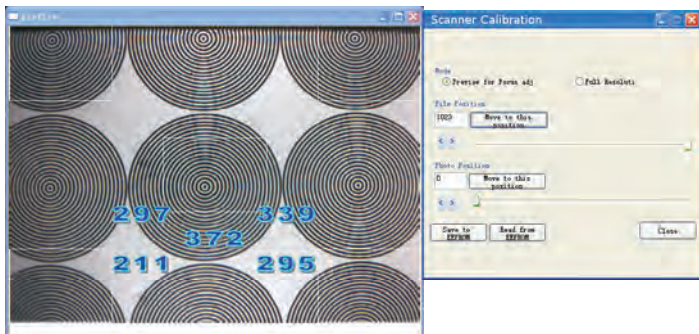 Scanner Calibration
Mode
Preview for Focus adj
Full Resoluti
Film Position
1023
Move to this
position
< >
Photo Position
0
Move to this
position
< >
Save to
EEPROM
Read from
EEPROM
Close
297
339
372
211
295